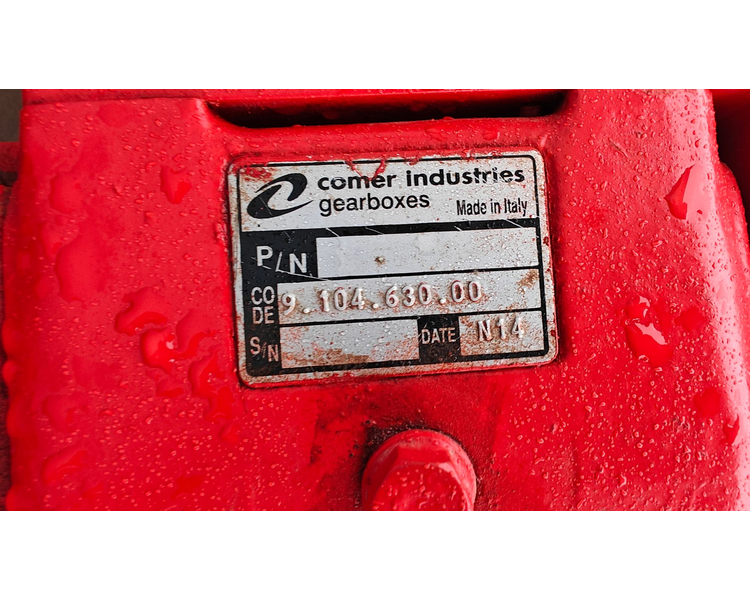 comer industries
gearboxes Made in Italy
P/N
CODE 9.104.630.00
S/N DATE N14